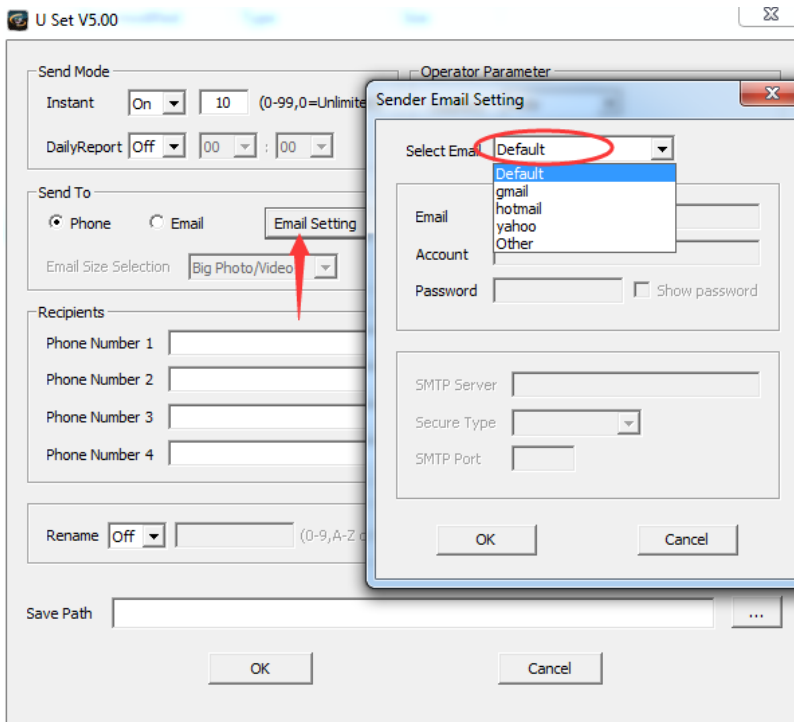 U Set V5.00
Send Mode
Instant On 10 (0-99,0=Unlimite
DailyReport Off 00 : 00
Send To
Phone Email Email Setting
Email Size Selection Big Photo/Video
Recipients
Phone Number 1
Phone Number 2
Phone Number 3
Phone Number 4
Rename Off (0-9,A-Z
Save Path ...
OK Cancel
Operator Parameter
Sender Email Setting
Select Email Default
Default
gmail
hotmail
yahoo
Other
Email
Account
Password Show password
SMTP Server
Secure Type
SMTP Port
OK Cancel